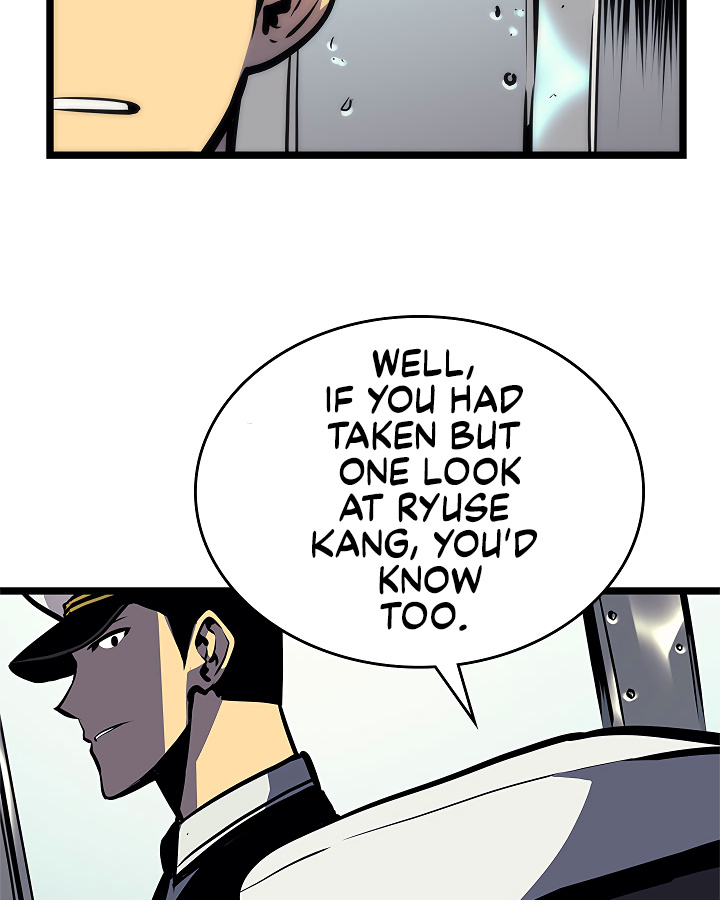 WELL,
IF YOU HAD
TAKEN BUT
ONE LOOK
AT RYUSE
KANG, YOU'D
KNOW
TOO.